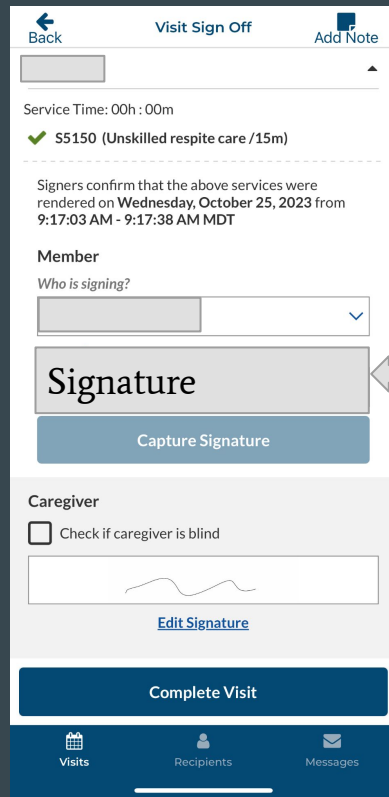 Back
Visit Sign Off
Add Note
Service Time: 00h : 00m
S5150 (Unskilled respite care /15m)
Signers confirm that the above services were
rendered on Wednesday, October 25, 2023 from
9:17:03 AM - 9:17:38 AM MDT
Member
Who is signing?
Signature
Capture Signature
Caregiver
Check if caregiver is blind
Edit Signature
Complete Visit
Visits
Recipients
Messages